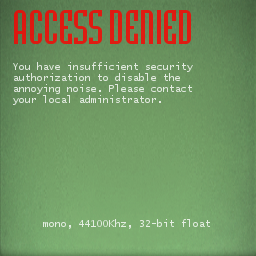 ACCESS DENIED
You have insufficient security
authorization to disable the
annoying noise. Please contact
your local administrator.
mono, 44100Khz, 32-bit float